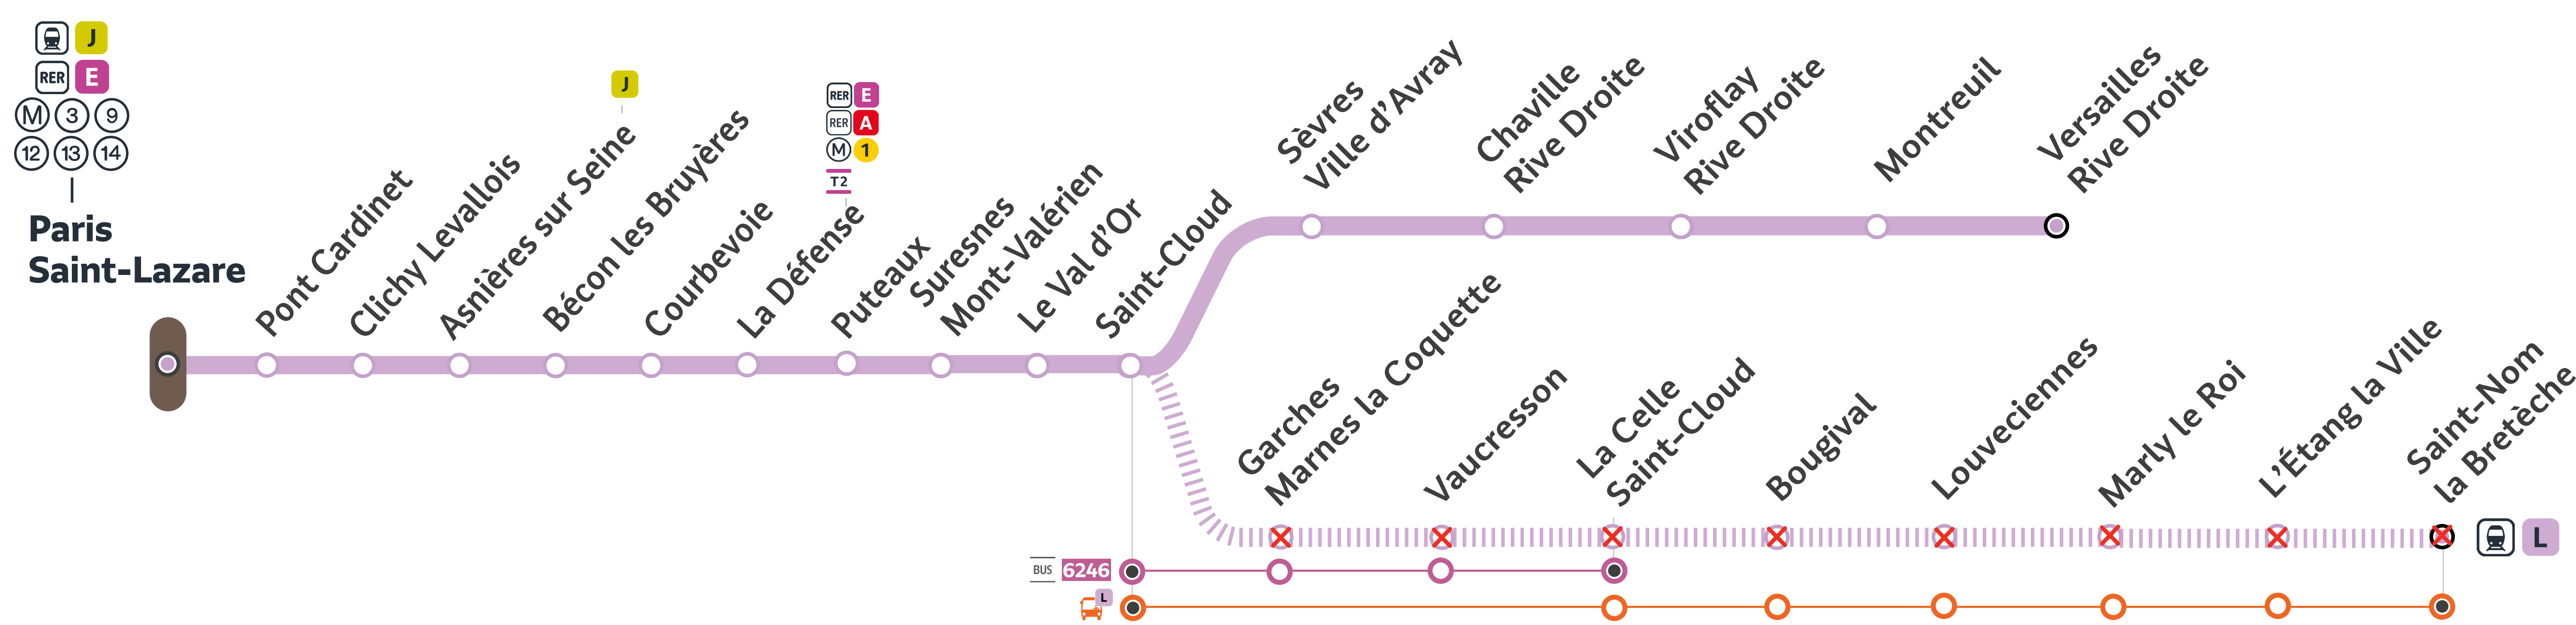 J
RER E
M 3 9
12 13 14
Paris
Saint-Lazare
Pont Cardinet
Clichy Levallois
J
Asnières sur Seine
Bécon les Bruyères
Courbevoie
RER E
RER A
M 1
T2
La Défense
Puteaux
Suresnes
Mont-Valérien
Le Val d'Or
Saint-Cloud
Sèvres
Ville d'Avray
Chaville
Rive Droite
Viroflay
Rive Droite
Montreuil
Versailles
Rive Droite
Garches
Marnes la Coquette
Vaucresson
La Celle
Saint-Cloud
Bougival
Louveciennes
Marly le Roi
L'Étang la Ville
Saint-Nom
la Bretèche
L
BUS 6246
L